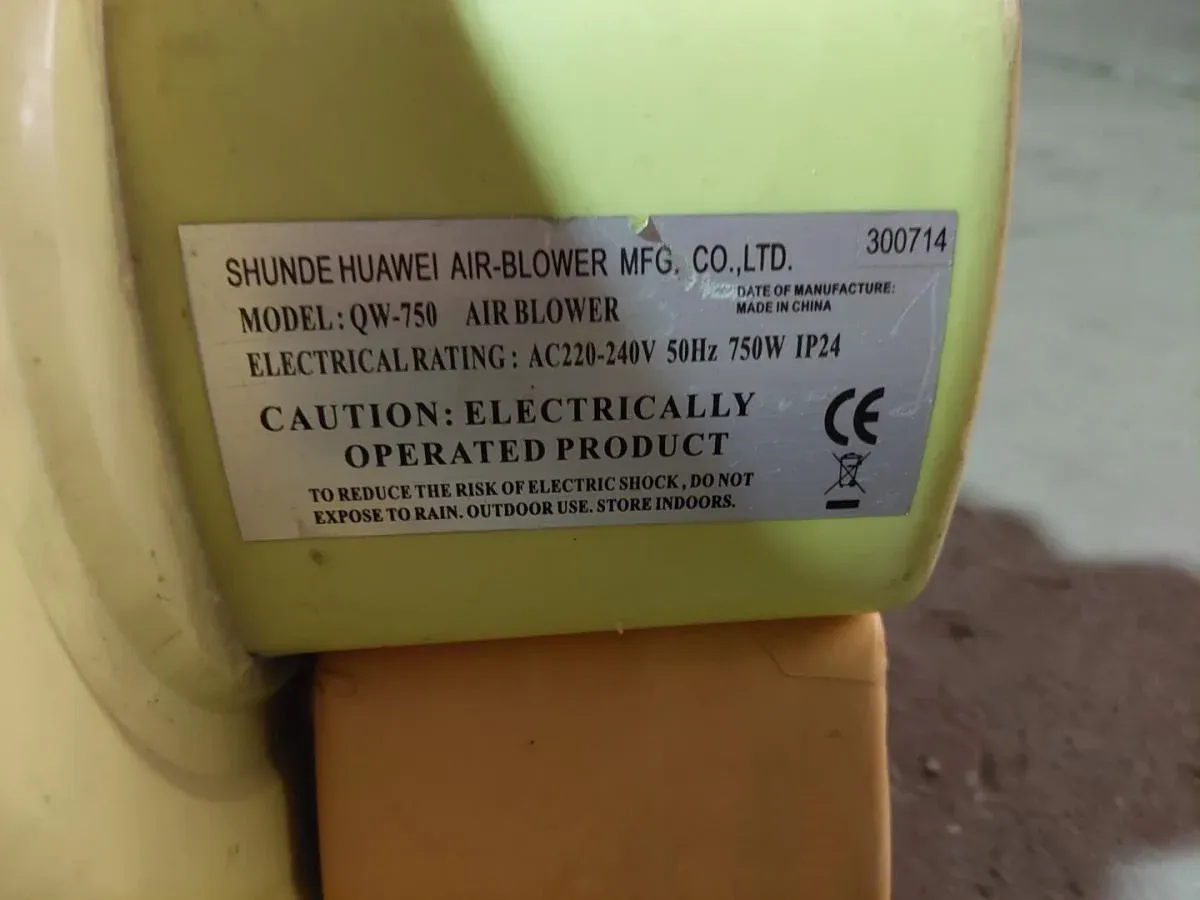 SHUNDE HUAWEI AIR-BLOWER MFG. CO.,LTD.
300714
MODEL: QW-750 AIR BLOWER
DATE OF MANUFACTURE:
MADE IN CHINA
ELECTRICAL RATING: AC220-240V 50Hz 750W IP24
CAUTION: ELECTRICALLY
OPERATED PRODUCT
CE
TO REDUCE THE RISK OF ELECTRIC SHOCK, DO NOT
EXPOSE TO RAIN. OUTDOOR USE. STORE INDOORS.